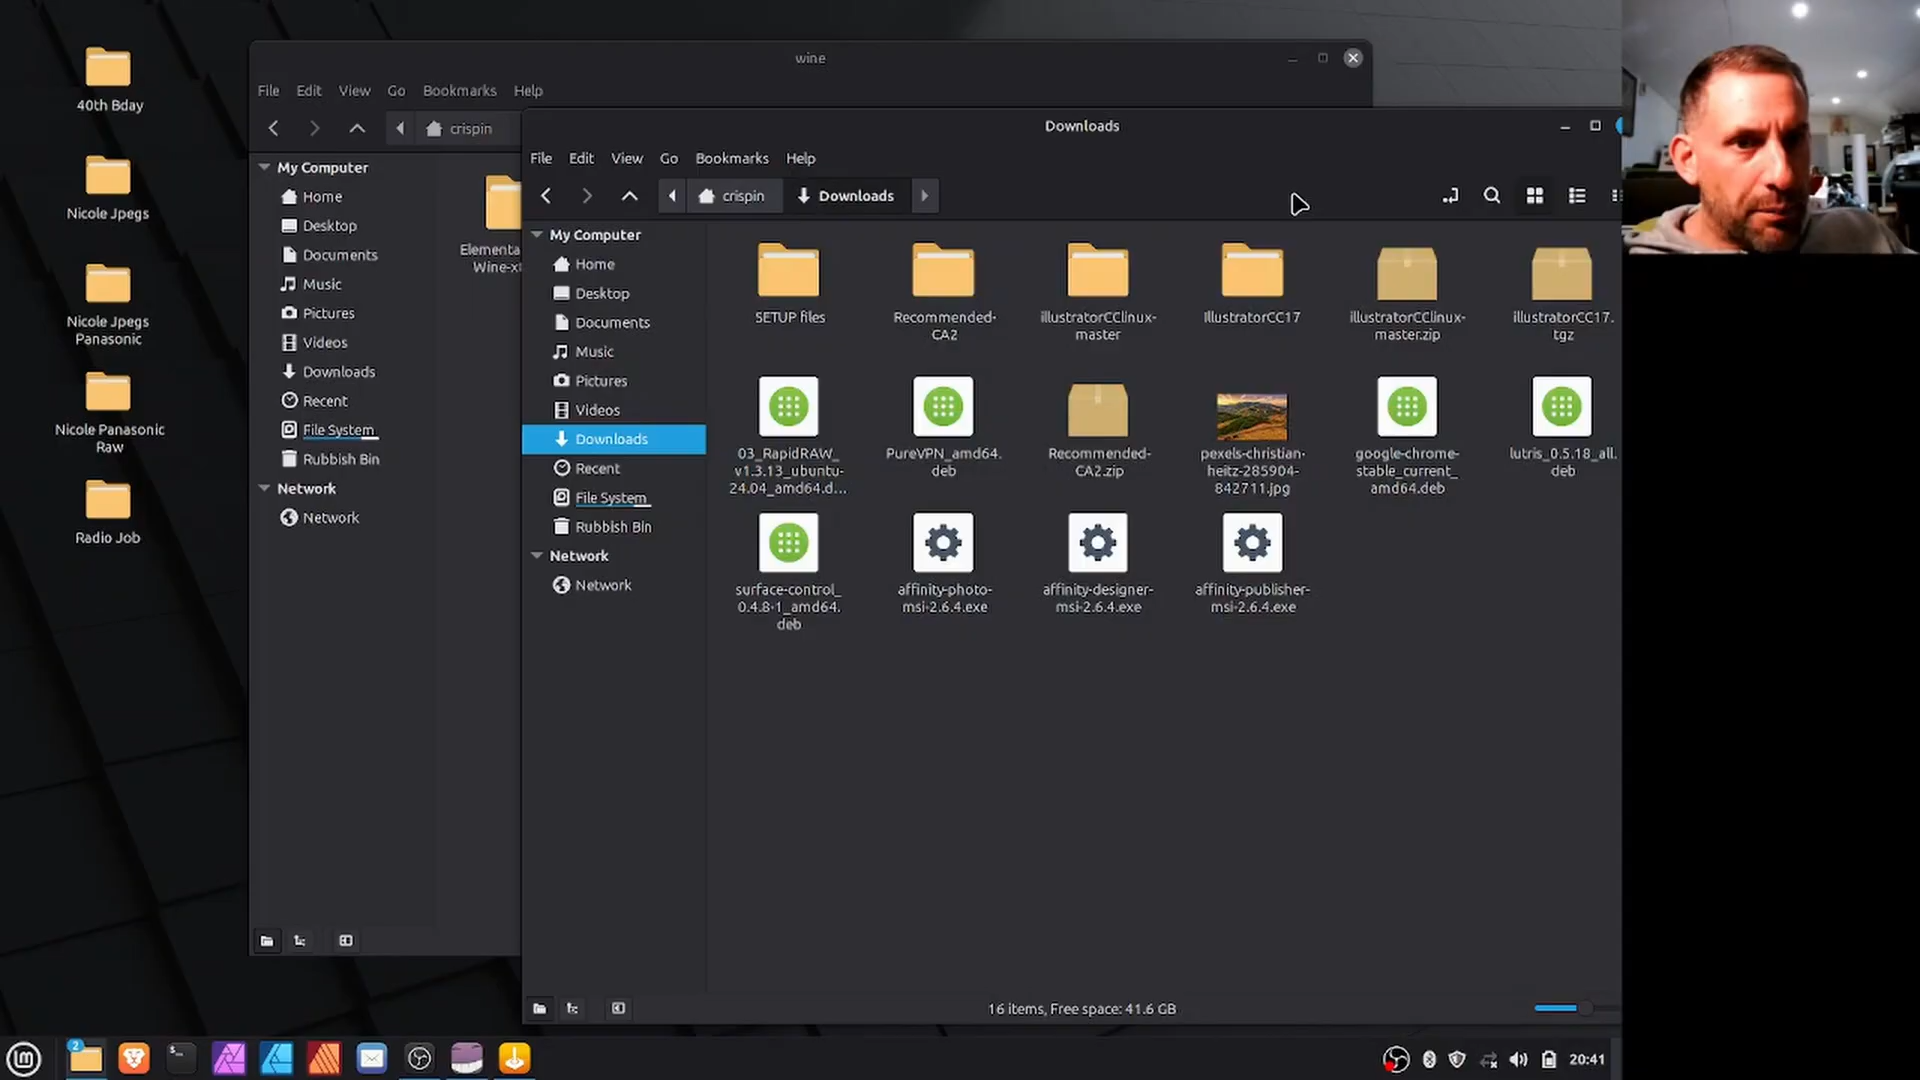 40th Bday
Nicole Jpegs
Nicole Jpegs
Panasonic
Nicole Panasonic
Raw
Radio Job
wine
File Edit View Go Bookmarks Help
crispin
My Computer
Home
Desktop
Documents
Music
Pictures
Videos
Downloads
Recent
File System
Rubbish Bin
Network
Network
Elementa
Wine-x
Downloads
File Edit View Go Bookmarks Help
crispin Downloads
My Computer
Home
Desktop
Documents
Music
Pictures
Videos
Downloads
Recent
File System
Rubbish Bin
Network
Network
SETUP files
Recommended-
CA2
illustratorCClinux-
master
IllustratorCC17
illustratorCClinux-
master.zip
illustratorCC17.
tgz
03_RapidRAW_
v1.3.13_ubuntu-
24.04_amd64.d...
PureVPN_amd64.
deb
Recommended-
CA2.zip
pexels-christian-
heitz-285904-
842711.jpg
google-chrome-
stable_current_
amd64.deb
lutris_0.5.18_all.
deb
surface-control_
0.4.8-1_amd64.
deb
affinity-photo-
msi-2.6.4.exe
affinity-designer-
msi-2.6.4.exe
affinity-publisher-
msi-2.6.4.exe
16 items, Free space: 41.6 GB
2
20:41